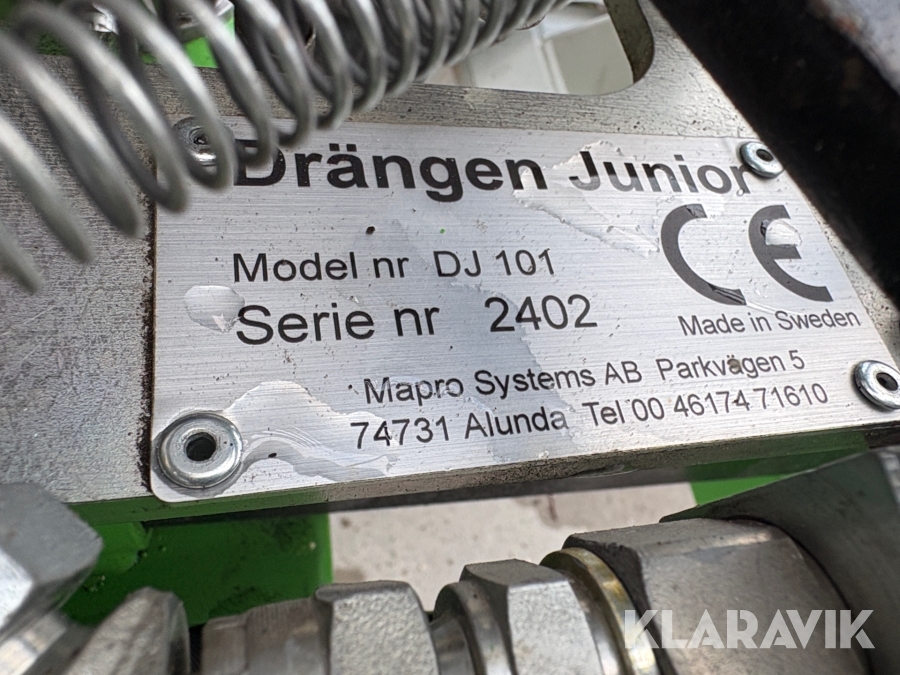 Drängen Junior
CE
Model nr DJ 101
Serie nr 2402
Made in Sweden
Mapro Systems AB Parkvägen 5
74731 Alunda Tel 00 46174 71610
KLARAVIK